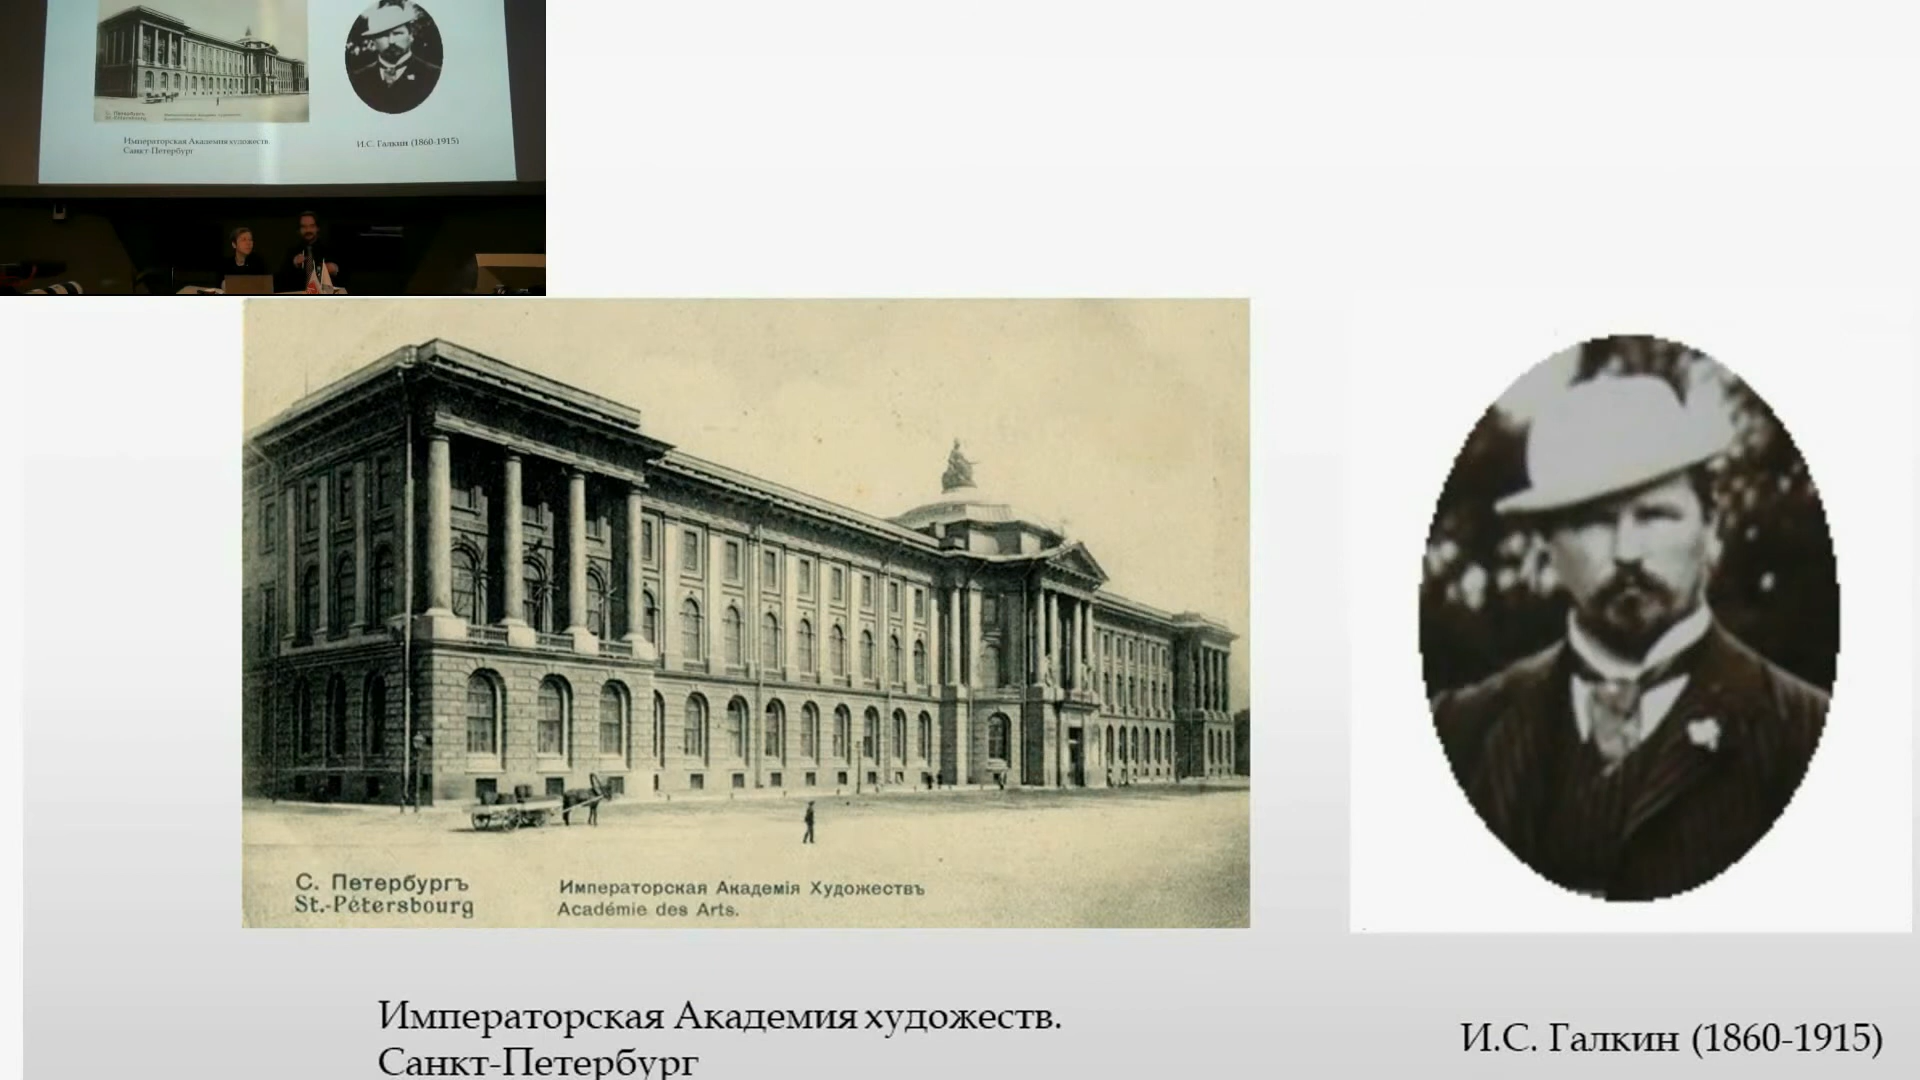 Императорская Академия художеств.
Санкт-Петербург
И.С. Галкин (1860-1915)
С. Петербургъ
St.-Pétersbourg
Императорская Академія Художествъ
Académie des Arts.
Императорская Академия художеств.
Санкт-Петербург
И.С. Галкин (1860-1915)